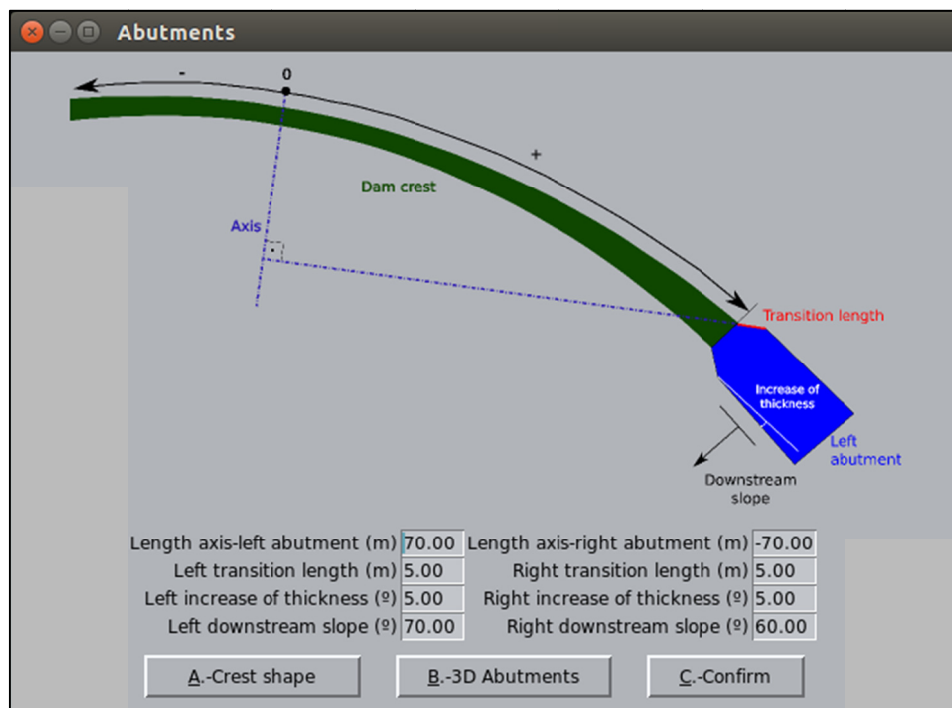 Abutments
- 0
+
Dam crest
Axis
Transition length
Increase of
thickness
Left
abutment
Downstream
slope
Length axis-left abutment (m) 70.00 Length axis-right abutment (m) -70.00
Left transition length (m) 5.00 Right transition length (m) 5.00
Left increase of thickness (º) 5.00 Right increase of thickness (º) 5.00
Left downstream slope (º) 70.00 Right downstream slope (º) 60.00
A.-Crest shape B.-3D Abutments C.-Confirm